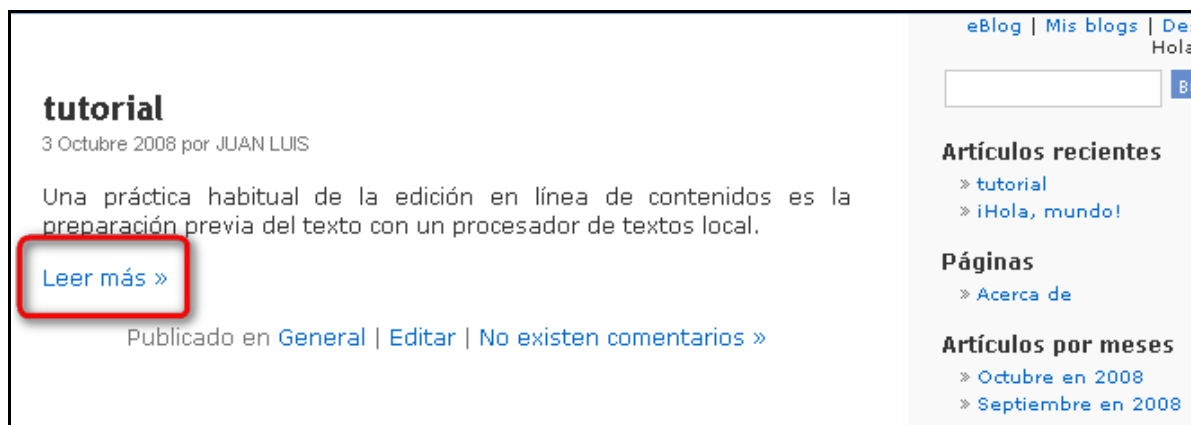 tutorial
3 Octubre 2008 por JUAN LUIS
Una práctica habitual de la edición en línea de contenidos es la
preparación previa del texto con un procesador de textos local.
Leer más »
Publicado en General | Editar | No existen comentarios »
eBlog | Mis blogs |
Hola
Artículos recientes
» tutorial
» ¡Hola, mundo!
Páginas
» Acerca de
Artículos por meses
» Octubre en 2008
» Septiembre en 2008